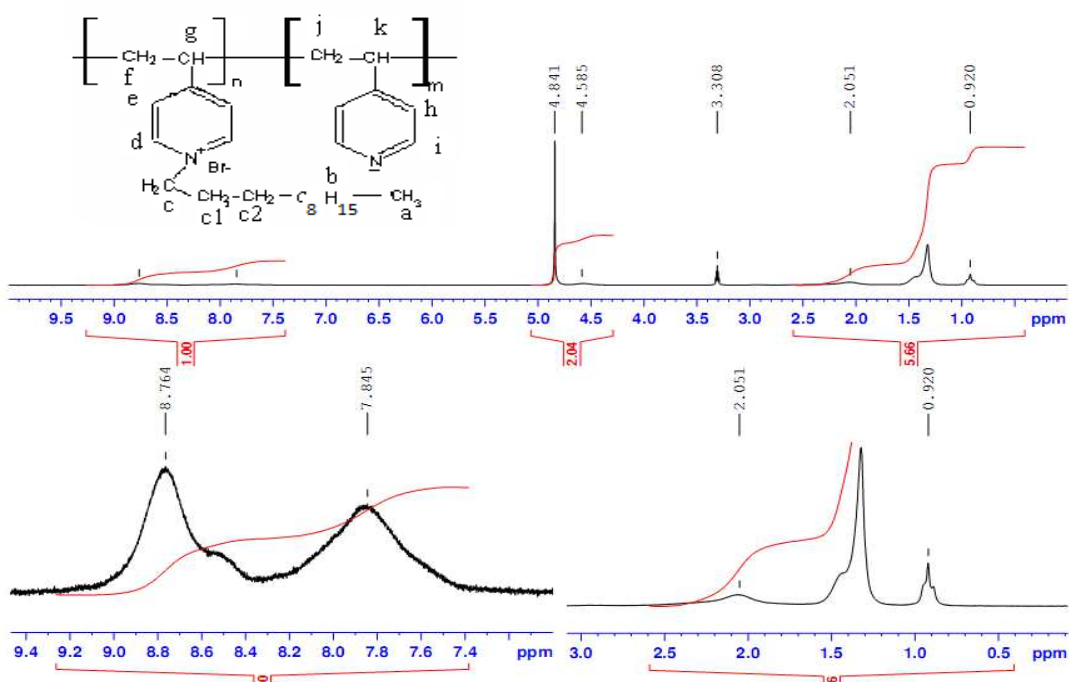 g j k
CH₂ CH CH₂ CH
f n m
e h
d i
N⁺ N
Br-
b
H₂C CH₂ CH₂ C₈ H₁₅ CH₃
c c1 c2 a
4.841 4.585 3.308 2.051 0.920
9.5 9.0 8.5 8.0 7.5 7.0 6.5 6.0 5.5 5.0 4.5 4.0 3.5 3.0 2.5 2.0 1.5 1.0 ppm
1.00 2.04 5.66
8.764 7.845
2.051 0.920
9.4 9.2 9.0 8.8 8.6 8.4 8.2 8.0 7.8 7.6 7.4 ppm
3.0 2.5 2.0 1.5 1.0 0.5 ppm
0 6